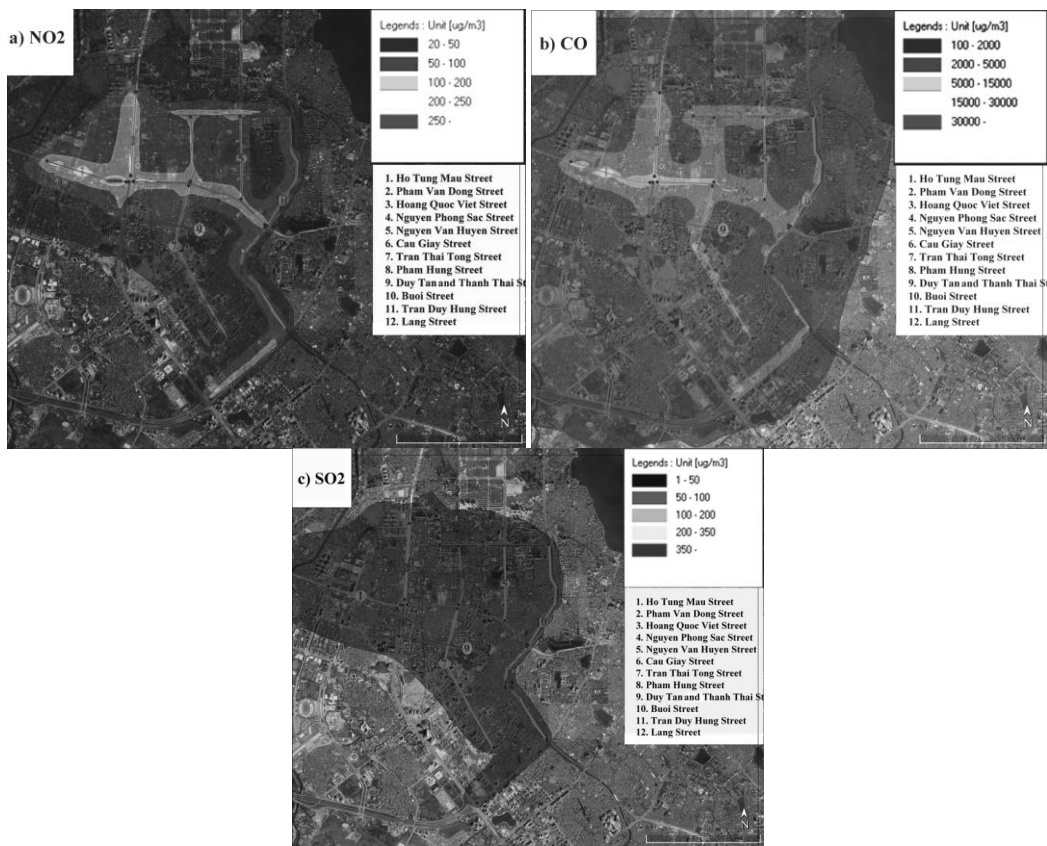 a) NO2
Legends : Unit [ug/m3]
20 - 50
50 - 100
100 - 200
200 - 250
250 -
1. Ho Tung Mau Street
2. Pham Van Dong Street
3. Hoang Quoc Viet Street
4. Nguyen Phong Sac Street
5. Nguyen Van Huyen Street
6. Cau Giay Street
7. Tran Thai Tong Street
8. Pham Hung Street
9. Duy Tan and Thanh Thai St
10. Buoi Street
11. Tran Duy Hung Street
12. Lang Street
N
b) CO
Legends : Unit [ug/m3]
100 - 2000
2000 - 5000
5000 - 15000
15000 - 30000
30000 -
1. Ho Tung Mau Street
2. Pham Van Dong Street
3. Hoang Quoc Viet Street
4. Nguyen Phong Sac Street
5. Nguyen Van Huyen Street
6. Cau Giay Street
7. Tran Thai Tong Street
8. Pham Hung Street
9. Duy Tan and Thanh Thai St
10. Buoi Street
11. Tran Duy Hung Street
12. Lang Street
N
c) SO2
Legends : Unit [ug/m3]
1 - 50
50 - 100
100 - 200
200 - 350
350 -
1. Ho Tung Mau Street
2. Pham Van Dong Street
3. Hoang Quoc Viet Street
4. Nguyen Phong Sac Street
5. Nguyen Van Huyen Street
6. Cau Giay Street
7. Tran Thai Tong Street
8. Pham Hung Street
9. Duy Tan and Thanh Thai St
10. Buoi Street
11. Tran Duy Hung Street
12. Lang Street
N